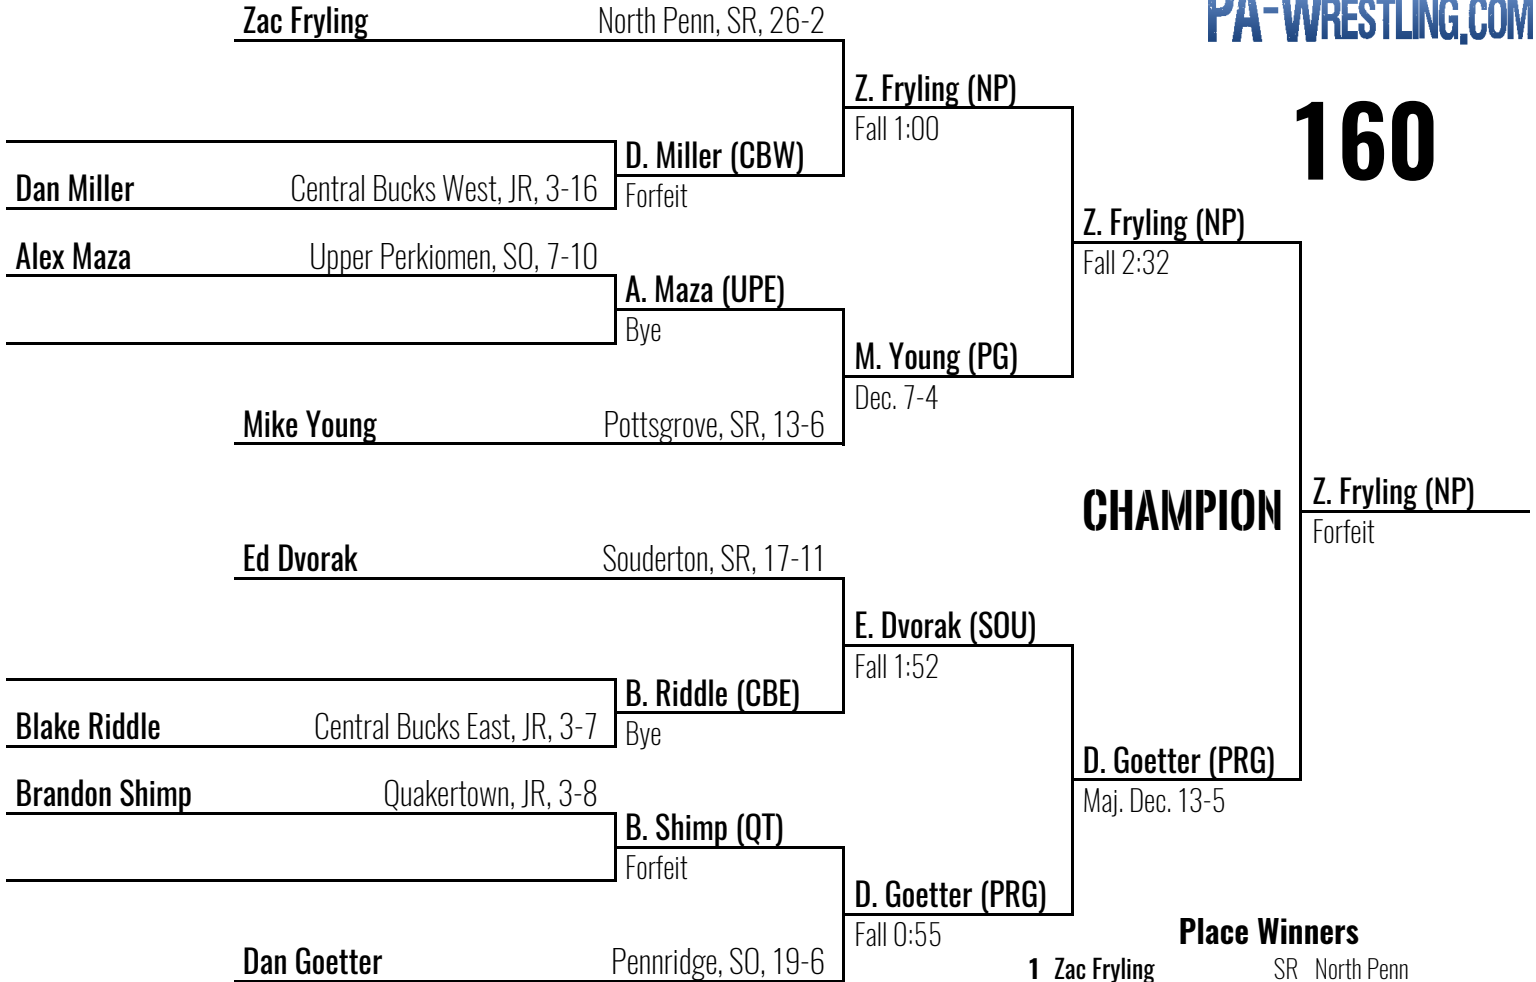 PA-WRESTLING.COM
Zac Fryling North Penn, SR, 26-2
Z. Fryling (NP)
Fall 1:00
160
D. Miller (CBW)
Forfeit
Dan Miller Central Bucks West, JR, 3-16
Z. Fryling (NP)
Fall 2:32
Alex Maza Upper Perkiomen, SO, 7-10
A. Maza (UPE)
Bye
M. Young (PG)
Dec. 7-4
Mike Young Pottsgrove, SR, 13-6
CHAMPION
Z. Fryling (NP)
Forfeit
Ed Dvorak Souderton, SR, 17-11
E. Dvorak (SOU)
Fall 1:52
B. Riddle (CBE)
Bye
Blake Riddle Central Bucks East, JR, 3-7
D. Goetter (PRG)
Maj. Dec. 13-5
Brandon Shimp Quakertown, JR, 3-8
B. Shimp (QT)
Forfeit
D. Goetter (PRG)
Fall 0:55
Dan Goetter Pennridge, SO, 19-6
Place Winners
1 Zac Fryling SR North Penn